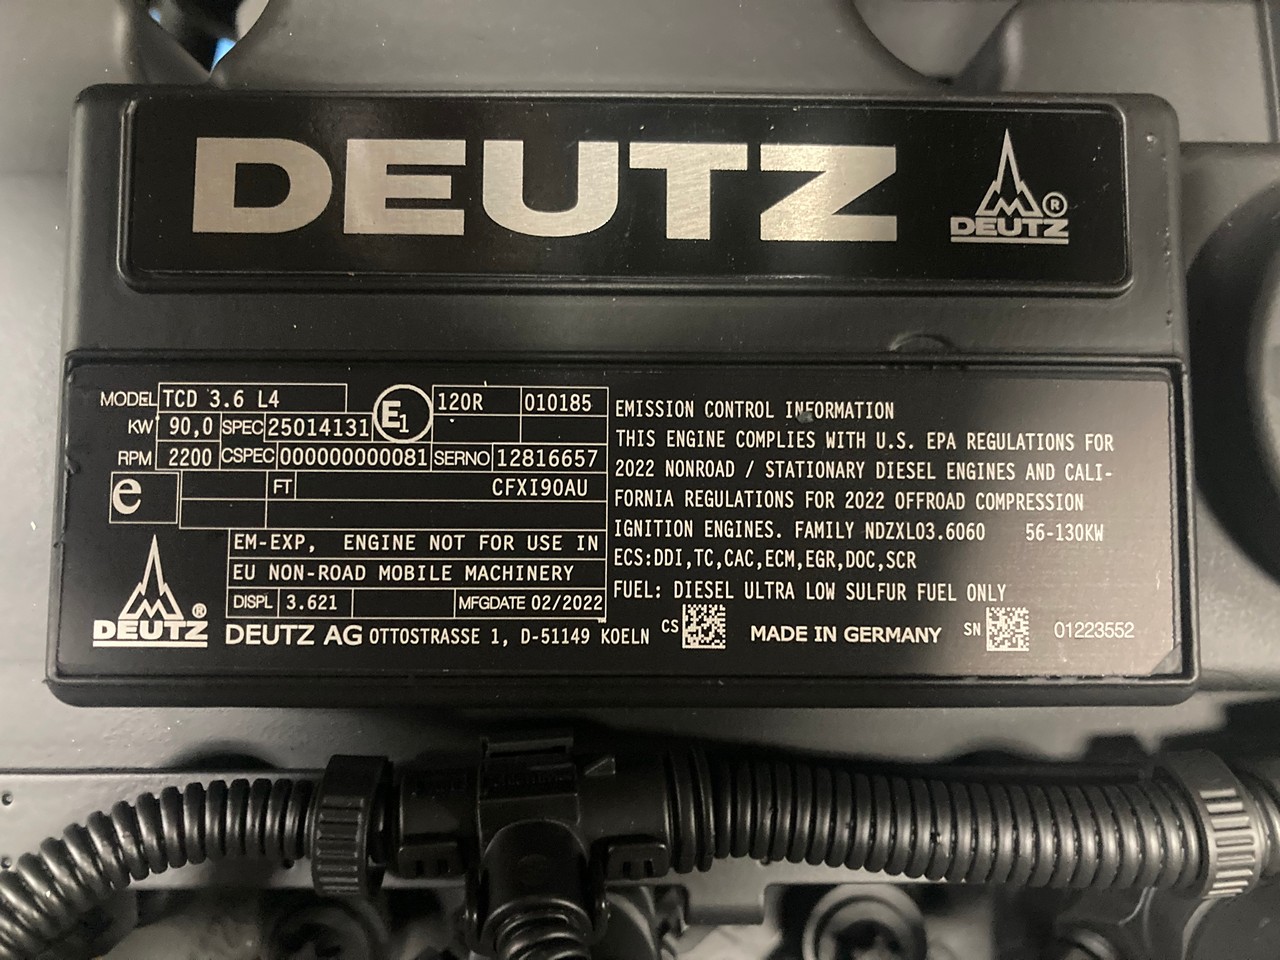 DEUTZ
DEUTZ ®
MODEL TCD 3.6 L4 E1 120R 010185
KW 90,0 SPEC 25014131
RPM 2200 CSPEC 000000000081 SERNO 12816657
e FT CFXI90AU
EM-EXP, ENGINE NOT FOR USE IN
EU NON-ROAD MOBILE MACHINERY
DISPL 3.621 MFGDATE 02/2022
DEUTZ ®
DEUTZ AG OTTOSTRASSE 1, D-51149 KOELN
EMISSION CONTROL INFORMATION
THIS ENGINE COMPLIES WITH U.S. EPA REGULATIONS FOR
2022 NONROAD / STATIONARY DIESEL ENGINES AND CALI-
FORNIA REGULATIONS FOR 2022 OFFROAD COMPRESSION
IGNITION ENGINES. FAMILY NDZXL03.6060 56-130KW
ECS:DDI,TC,CAC,ECM,EGR,DOC,SCR
FUEL: DIESEL ULTRA LOW SULFUR FUEL ONLY
CS MADE IN GERMANY SN 01223552